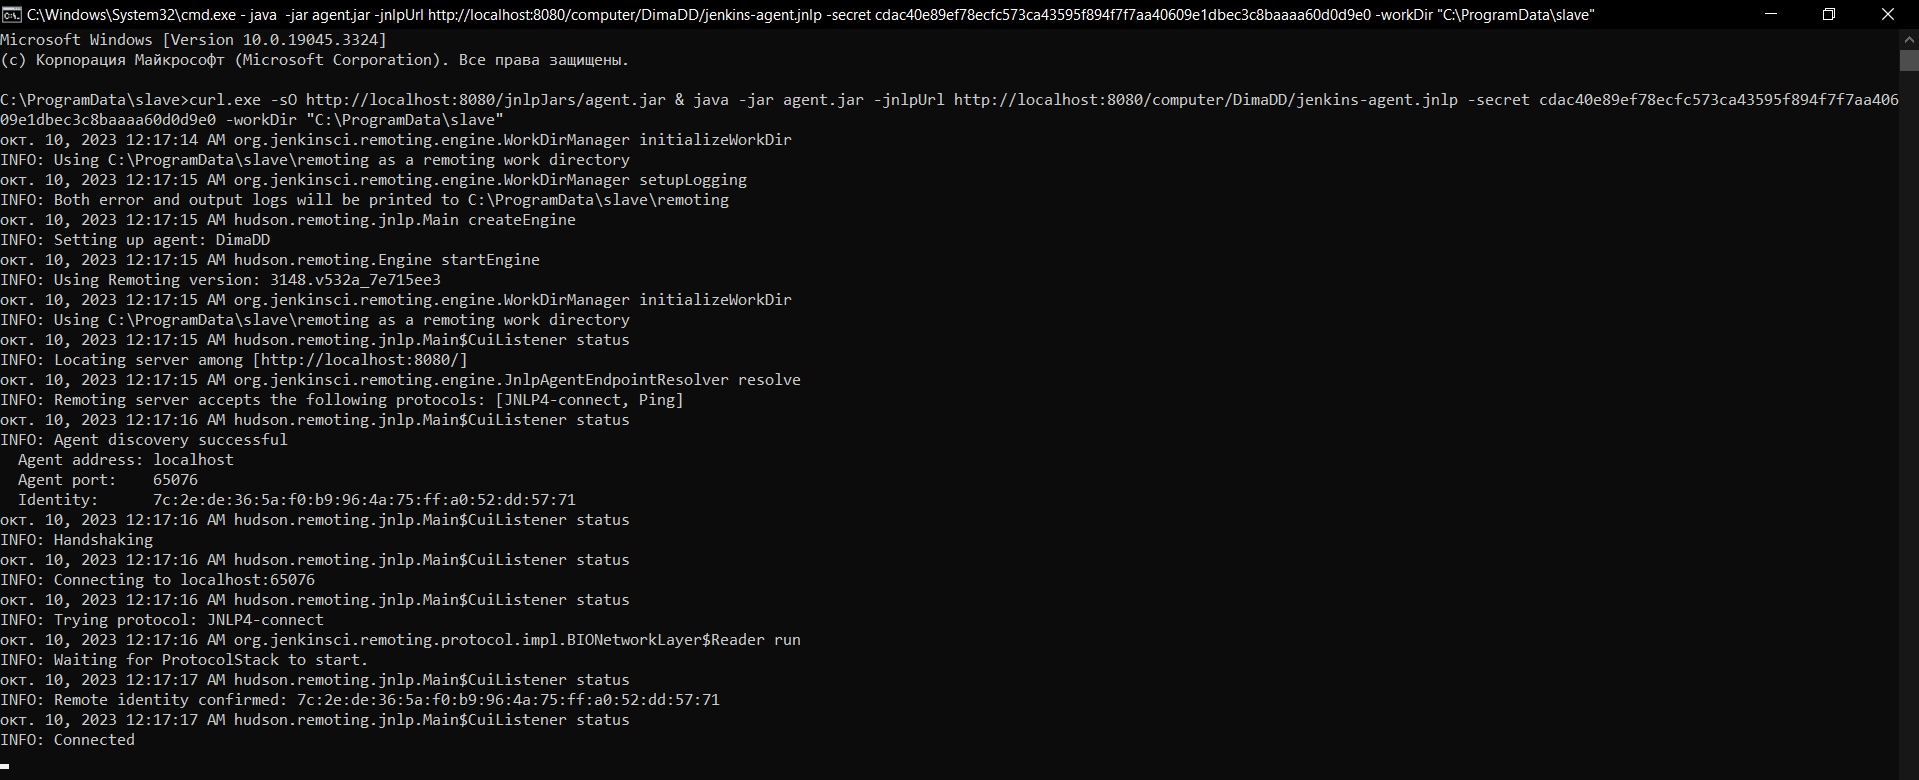 C:\Windows\System32\cmd.exe - java  -jar agent.jar -jnlpUrl http://localhost:8080/computer/DimaDD/jenkins-agent.jnlp -secret cdac40e89ef78ecfc573ca43595f894f7f7aa40609e1dbec3c8baaaa60d0d9e0 -workDir "C:\ProgramData\slave"
Microsoft Windows [Version 10.0.19045.3324]
(c) Корпорация Майкрософт (Microsoft Corporation). Все права защищены.
C:\ProgramData\slave>curl.exe -sO http://localhost:8080/jnlpJars/agent.jar & java -jar agent.jar -jnlpUrl http://localhost:8080/computer/DimaDD/jenkins-agent.jnlp -secret cdac40e89ef78ecfc573ca43595f894f7f7aa406
09e1dbec3c8baaaa60d0d9e0 -workDir "C:\ProgramData\slave"
окт. 10, 2023 12:17:14 AM org.jenkinsci.remoting.engine.WorkDirManager initializeWorkDir
INFO: Using C:\ProgramData\slave\remoting as a remoting work directory
окт. 10, 2023 12:17:15 AM org.jenkinsci.remoting.engine.WorkDirManager setupLogging
INFO: Both error and output logs will be printed to C:\ProgramData\slave\remoting
окт. 10, 2023 12:17:15 AM hudson.remoting.jnlp.Main createEngine
INFO: Setting up agent: DimaDD
окт. 10, 2023 12:17:15 AM hudson.remoting.Engine startEngine
INFO: Using Remoting version: 3148.v532a_7e715ee3
окт. 10, 2023 12:17:15 AM org.jenkinsci.remoting.engine.WorkDirManager initializeWorkDir
INFO: Using C:\ProgramData\slave\remoting as a remoting work directory
окт. 10, 2023 12:17:15 AM hudson.remoting.jnlp.Main$CuiListener status
INFO: Locating server among [http://localhost:8080/]
окт. 10, 2023 12:17:15 AM org.jenkinsci.remoting.engine.JnlpAgentEndpointResolver resolve
INFO: Remoting server accepts the following protocols: [JNLP4-connect, Ping]
окт. 10, 2023 12:17:16 AM hudson.remoting.jnlp.Main$CuiListener status
INFO: Agent discovery successful
  Agent address: localhost
  Agent port:    65076
  Identity:      7c:2e:de:36:5a:f0:b9:96:4a:75:ff:a0:52:dd:57:71
окт. 10, 2023 12:17:16 AM hudson.remoting.jnlp.Main$CuiListener status
INFO: Handshaking
окт. 10, 2023 12:17:16 AM hudson.remoting.jnlp.Main$CuiListener status
INFO: Connecting to localhost:65076
окт. 10, 2023 12:17:16 AM hudson.remoting.jnlp.Main$CuiListener status
INFO: Trying protocol: JNLP4-connect
окт. 10, 2023 12:17:16 AM org.jenkinsci.remoting.protocol.impl.BIONetworkLayer$Reader run
INFO: Waiting for ProtocolStack to start.
окт. 10, 2023 12:17:17 AM hudson.remoting.jnlp.Main$CuiListener status
INFO: Remote identity confirmed: 7c:2e:de:36:5a:f0:b9:96:4a:75:ff:a0:52:dd:57:71
окт. 10, 2023 12:17:17 AM hudson.remoting.jnlp.Main$CuiListener status
INFO: Connected